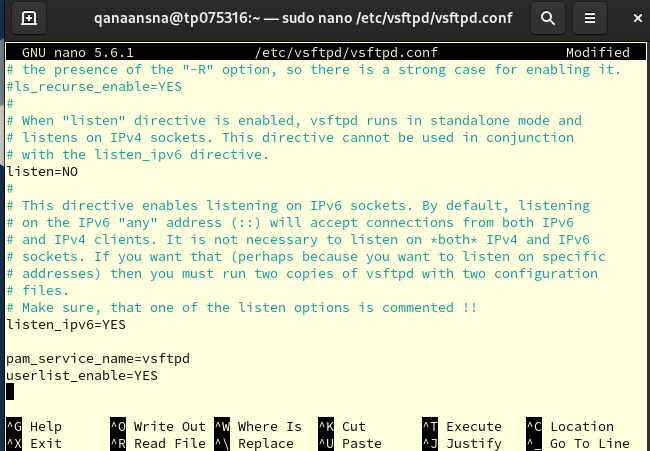 qanaansna@tp075316:~ — sudo nano /etc/vsftpd/vsftpd.conf
GNU nano 5.6.1 /etc/vsftpd/vsftpd.conf Modified
# the presence of the "-R" option, so there is a strong case for enabling it.
#ls_recurse_enable=YES
#
# When "listen" directive is enabled, vsftpd runs in standalone mode and
# listens on IPv4 sockets. This directive cannot be used in conjunction
# with the listen_ipv6 directive.
listen=NO
#
# This directive enables listening on IPv6 sockets. By default, listening
# on the IPv6 "any" address (::) will accept connections from both IPv6
# and IPv4 clients. It is not necessary to listen on *both* IPv4 and IPv6
# sockets. If you want that (perhaps because you want to listen on specific
# addresses) then you must run two copies of vsftpd with two configuration
# files.
# Make sure, that one of the listen options is commented !!
listen_ipv6=YES
pam_service_name=vsftpd
userlist_enable=YES
^G Help ^O Write Out ^W Where Is ^K Cut ^T Execute ^C Location
^X Exit ^R Read File ^\ Replace ^U Paste ^J Justify ^_ Go To Line